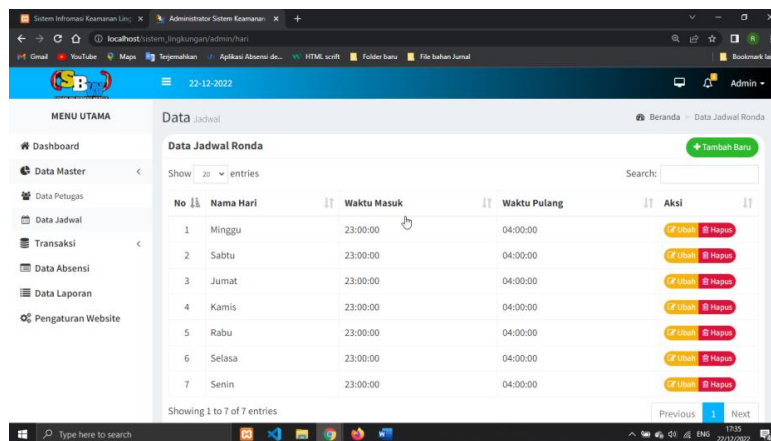 Sistem Infromasi Keamanan Ling
Administrator Sistem Keamanan
localhost/sistem_lingkungan/admin/hari
Gmail YouTube Maps Terjemahkan Aplikasi Absensi de... HTML scrift Folder baru File bahan Jurnal Bookmark la
SB
22-12-2022 Admin
MENU UTAMA
Dashboard
Data Master
Data Petugas
Data Jadwal
Transaksi
Data Absensi
Data Laporan
Pengaturan Website
Data Jadwal
Beranda Data Jadwal Ronda
Data Jadwal Ronda
+ Tambah Baru
Show 20 entries Search:
No Nama Hari Waktu Masuk Waktu Pulang Aksi
1 Minggu 23:00:00 04:00:00 Ubah Hapus
2 Sabtu 23:00:00 04:00:00 Ubah Hapus
3 Jumat 23:00:00 04:00:00 Ubah Hapus
4 Kamis 23:00:00 04:00:00 Ubah Hapus
5 Rabu 23:00:00 04:00:00 Ubah Hapus
6 Selasa 23:00:00 04:00:00 Ubah Hapus
7 Senin 23:00:00 04:00:00 Ubah Hapus
Showing 1 to 7 of 7 entries
Previous 1 Next
Type here to search
ENG
17:35
22/12/2022